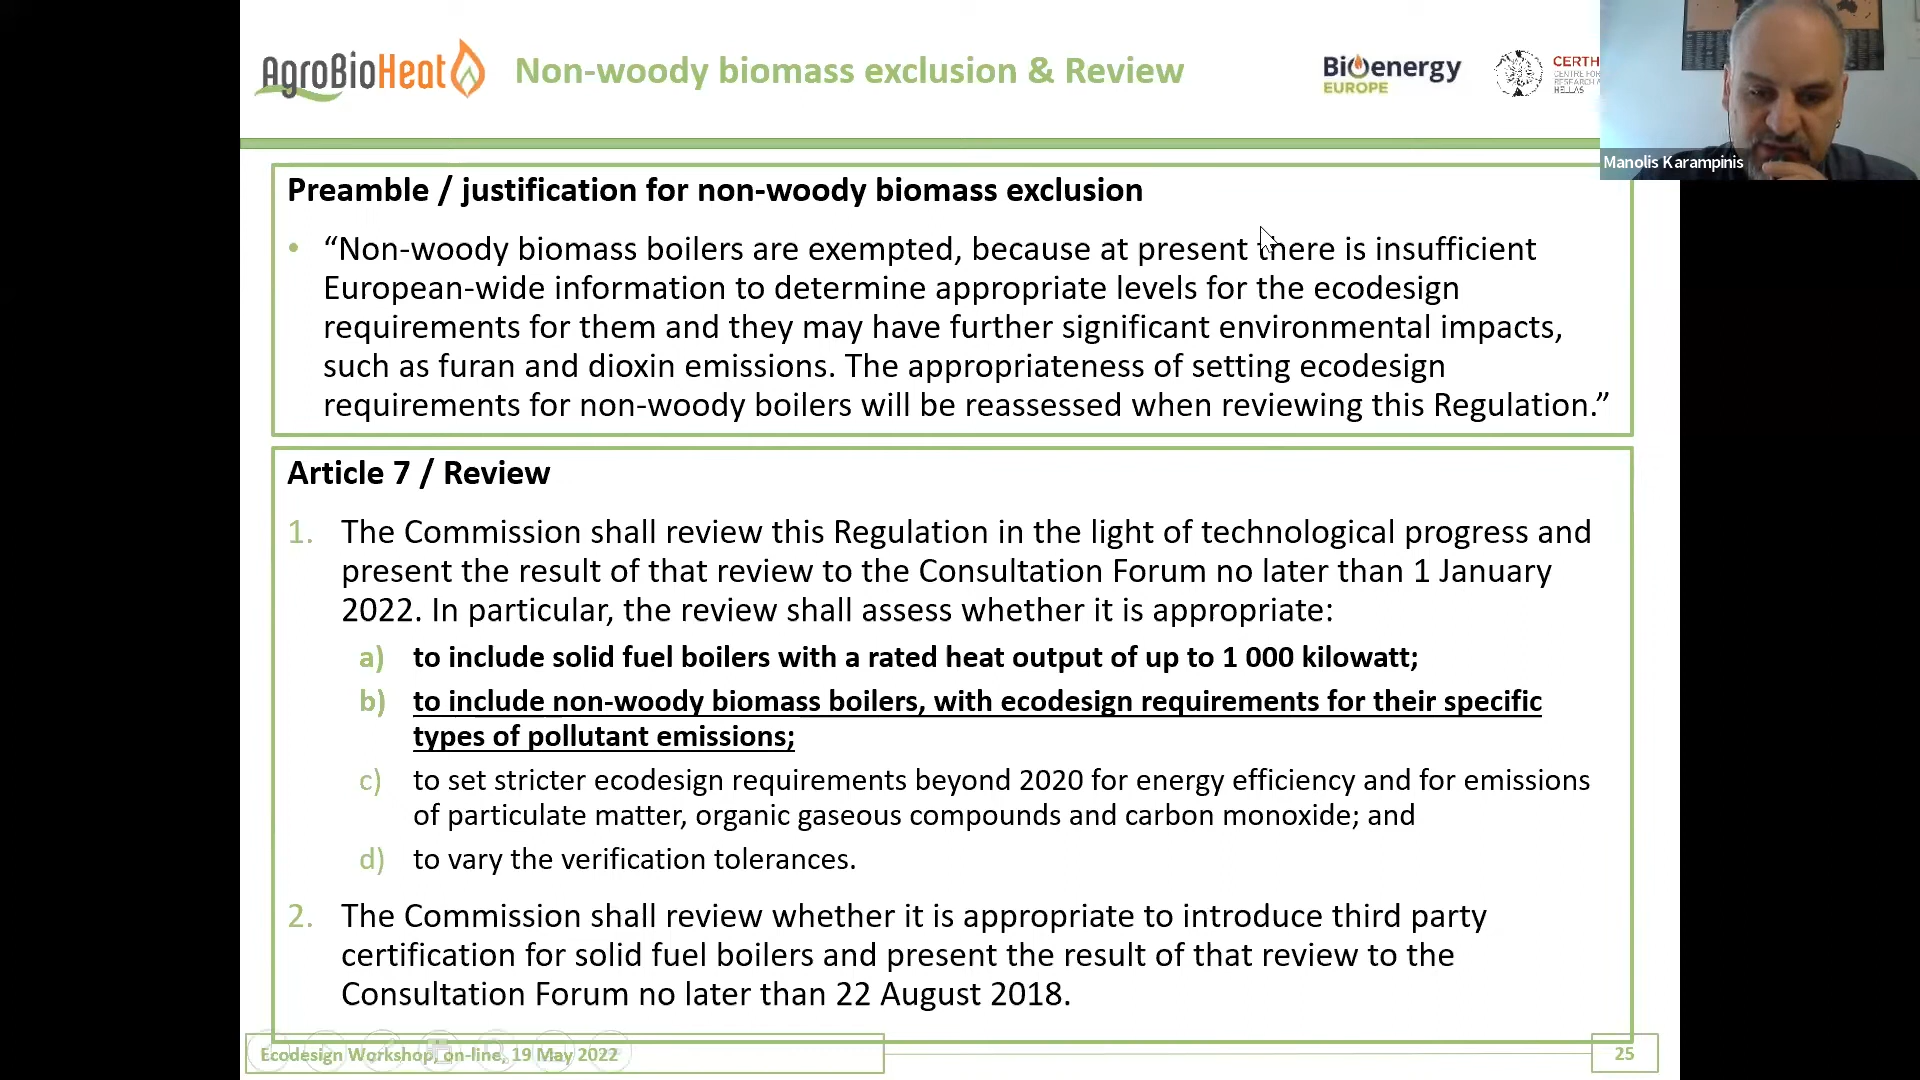 AgroBioHeat
Non-woody biomass exclusion & Review
Bioenergy
EUROPE
CERTH
CENTRE FOR
RESEARCH
HELLAS
Manolis Karampinis
Preamble / justification for non-woody biomass exclusion
• “Non-woody biomass boilers are exempted, because at present there is insufficient
European-wide information to determine appropriate levels for the ecodesign
requirements for them and they may have further significant environmental impacts,
such as furan and dioxin emissions. The appropriateness of setting ecodesign
requirements for non-woody boilers will be reassessed when reviewing this Regulation.”
Article 7 / Review
1. The Commission shall review this Regulation in the light of technological progress and
present the result of that review to the Consultation Forum no later than 1 January
2022. In particular, the review shall assess whether it is appropriate:
a) to include solid fuel boilers with a rated heat output of up to 1 000 kilowatt;
b) to include non-woody biomass boilers, with ecodesign requirements for their specific
types of pollutant emissions;
c) to set stricter ecodesign requirements beyond 2020 for energy efficiency and for emissions
of particulate matter, organic gaseous compounds and carbon monoxide; and
d) to vary the verification tolerances.
2. The Commission shall review whether it is appropriate to introduce third party
certification for solid fuel boilers and present the result of that review to the
Consultation Forum no later than 22 August 2018.
Ecodesign Workshop, on-line, 19 May 2022
25